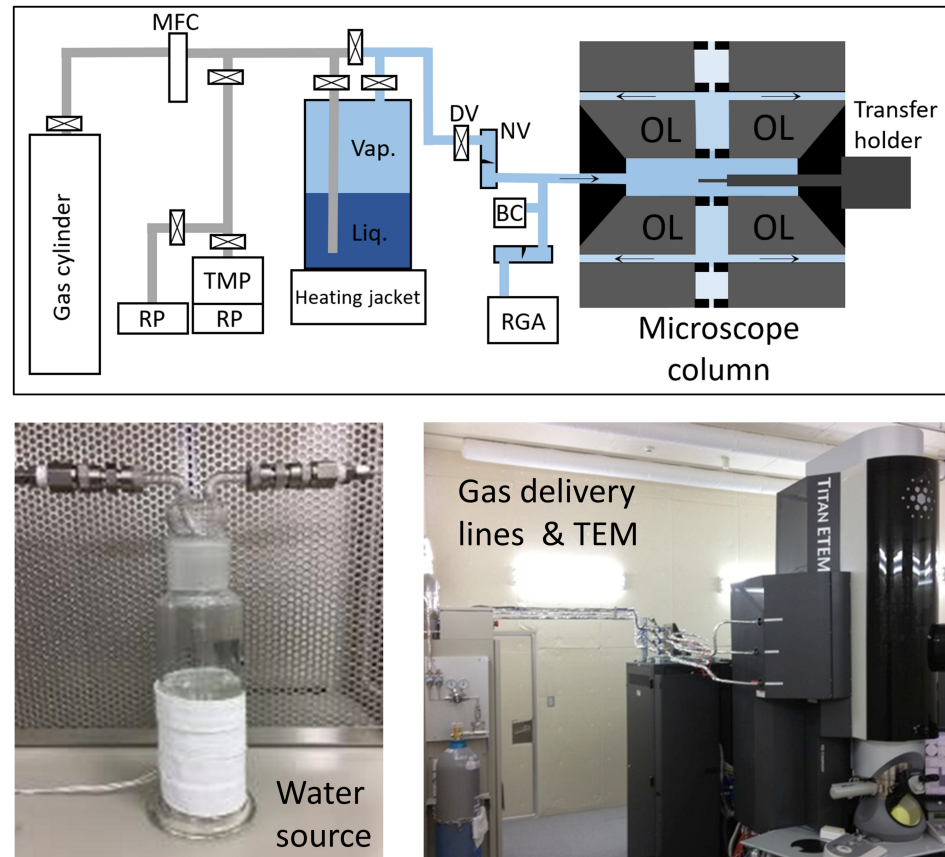 MFC
Gas cylinder
RP
TMP
RP
Vap.
Liq.
Heating jacket
DV
NV
BC
RGA
OL
OL
OL
OL
Transfer
holder
Microscope
column
Water
source
Gas delivery
lines & TEM
TITAN ETEM